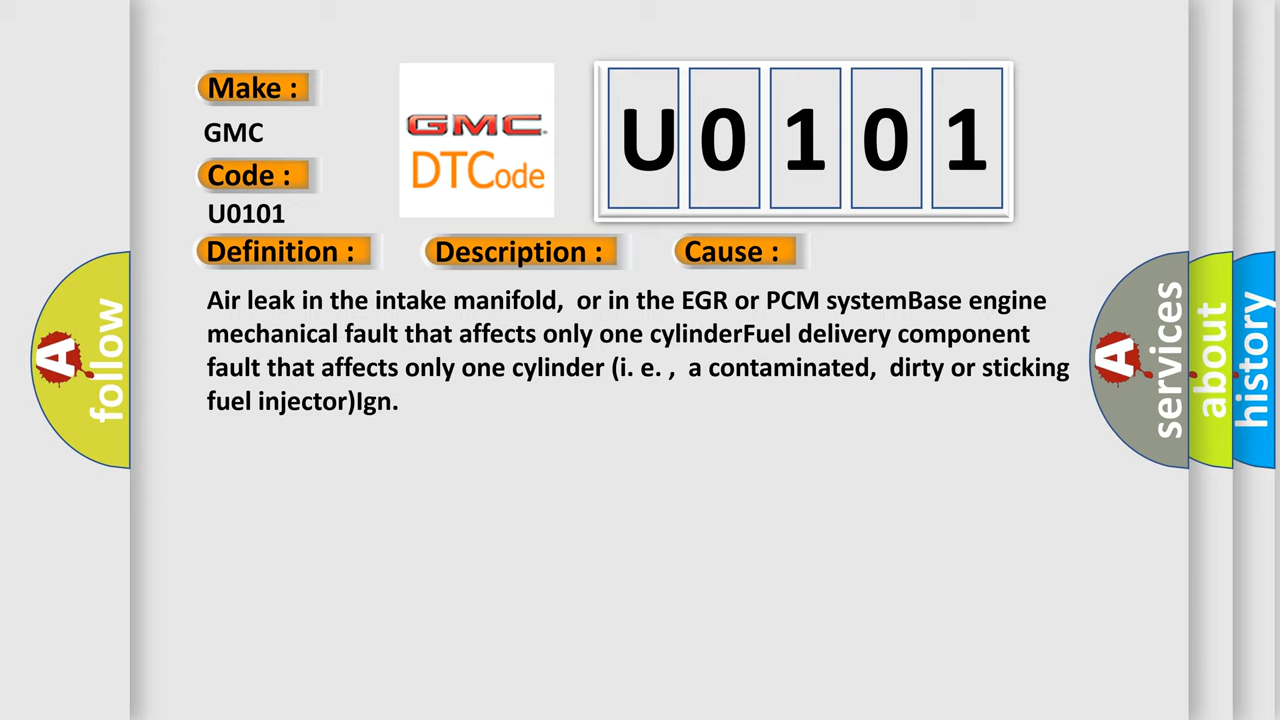 Make :
GMC
Code :
U0101
GMC
DTCode
U0101
Definition :
Description :
Cause :
Air leak in the intake manifold, or in the EGR or PCM systemBase engine
mechanical fault that affects only one cylinderFuel delivery component
fault that affects only one cylinder (i. e. , a contaminated, dirty or sticking
fuel injector)Ign.
A
follow
A
services
about
history